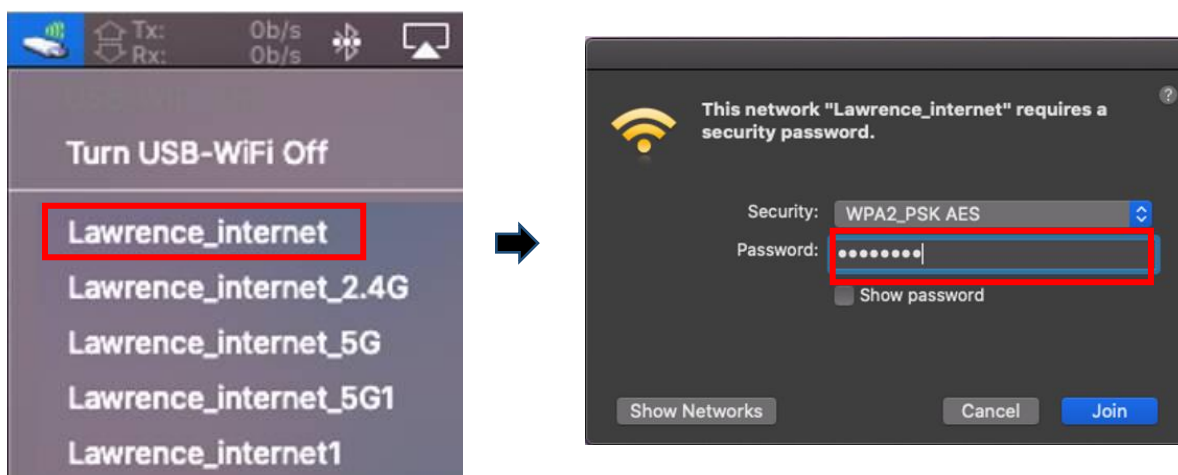 Tx: 0b/s
Rx: 0b/s
Turn USB-WiFi Off
Lawrence_internet
Lawrence_internet_2.4G
Lawrence_internet_5G
Lawrence_internet_5G1
Lawrence_internet1
?
This network "Lawrence_internet" requires a
security password.
Security: WPA2_PSK AES
Password: ••••••••
Show password
Show Networks Cancel Join